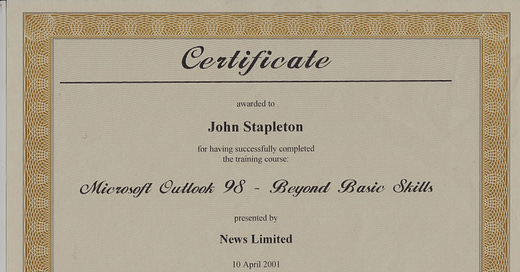 Certificate
awarded to
John Stapleton
for having successfully completed
the training course:
Microsoft Outlook 98 - Beyond Basic Skills
presented by
News Limited
10 April 2001